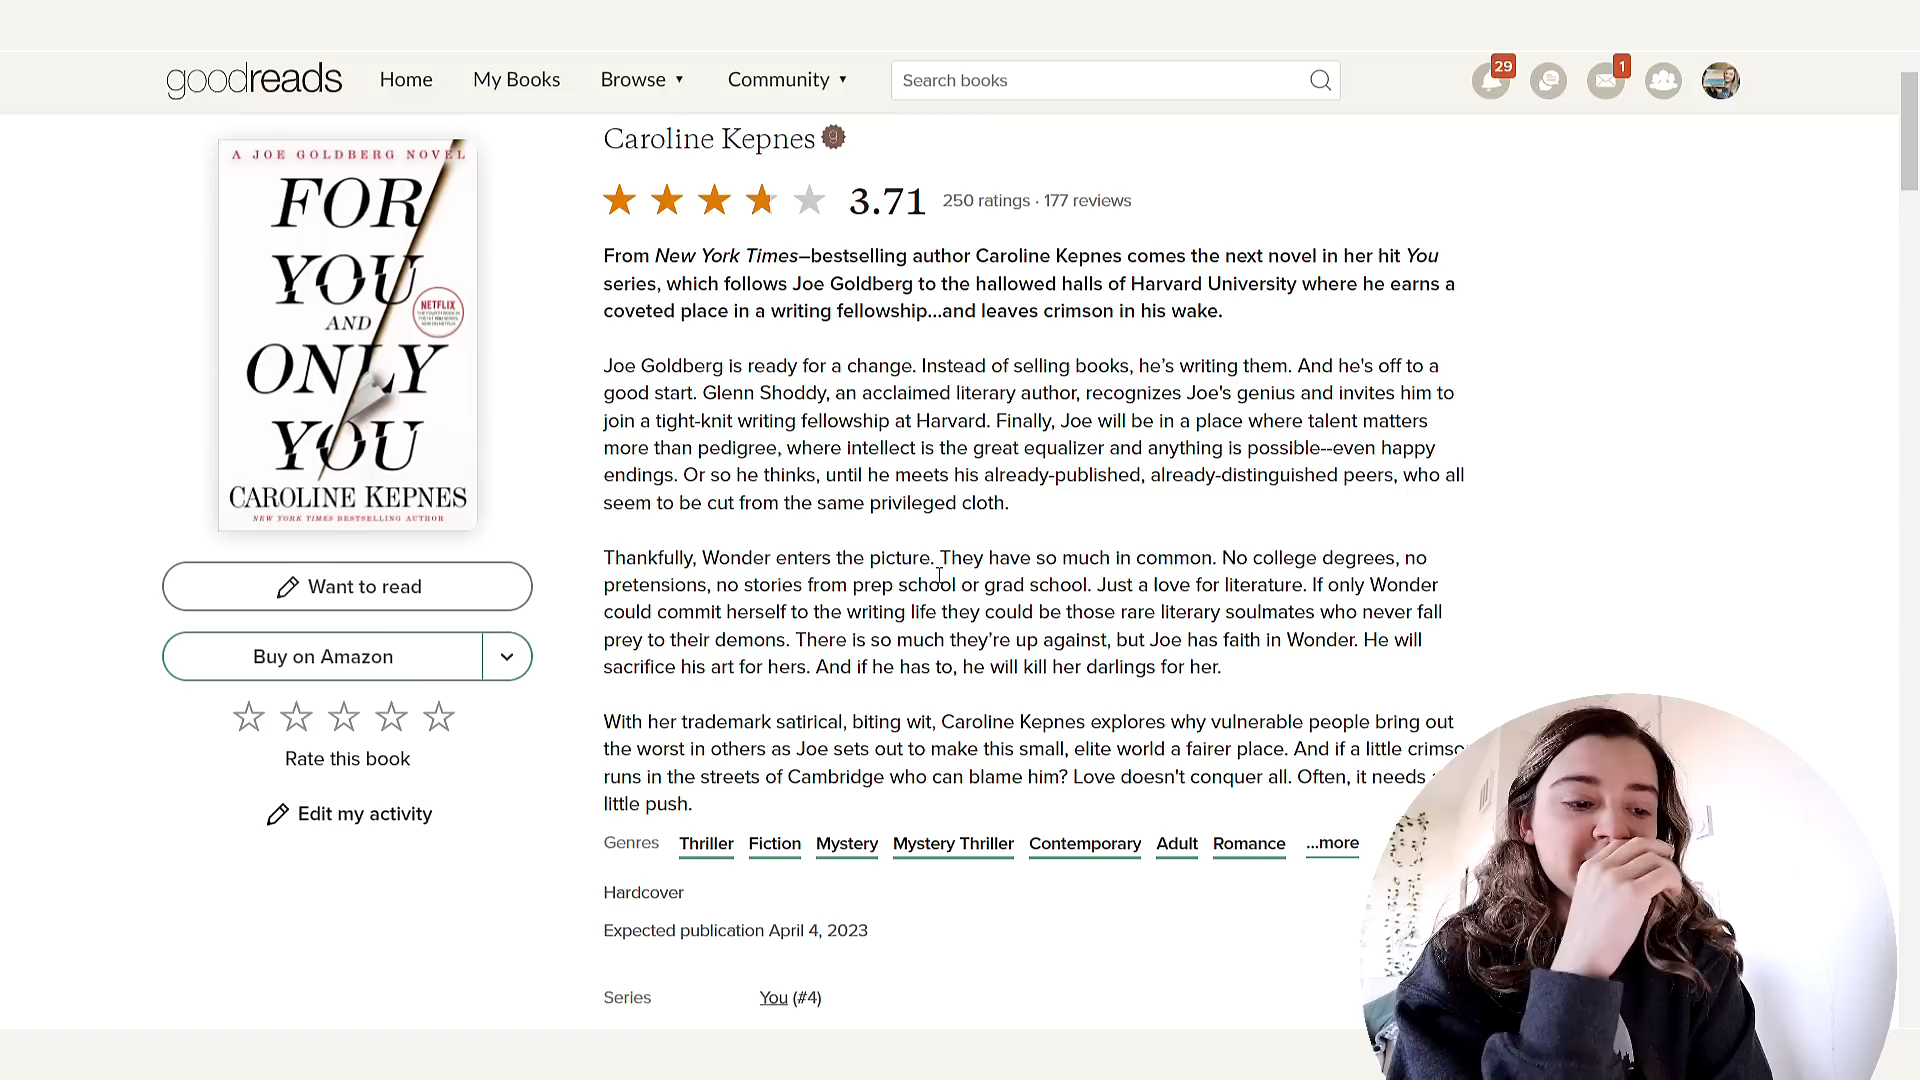 goodreads Home My Books Browse ▼ Community ▼ Search books 29 1
A JOE GOLDBERG NOVEL
FOR
YOU
AND
ONLY
YOU
NETFLIX
CAROLINE KEPNES
NEW YORK TIMES BESTSELLING AUTHOR
Want to read
Buy on Amazon
Rate this book
Edit my activity
Caroline Kepnes g
3.71 250 ratings · 177 reviews
From New York Times–bestselling author Caroline Kepnes comes the next novel in her hit You
series, which follows Joe Goldberg to the hallowed halls of Harvard University where he earns a
coveted place in a writing fellowship...and leaves crimson in his wake.
Joe Goldberg is ready for a change. Instead of selling books, he’s writing them. And he's off to a
good start. Glenn Shoddy, an acclaimed literary author, recognizes Joe's genius and invites him to
join a tight-knit writing fellowship at Harvard. Finally, Joe will be in a place where talent matters
more than pedigree, where intellect is the great equalizer and anything is possible--even happy
endings. Or so he thinks, until he meets his already-published, already-distinguished peers, who all
seem to be cut from the same privileged cloth.
Thankfully, Wonder enters the picture. They have so much in common. No college degrees, no
pretensions, no stories from prep school or grad school. Just a love for literature. If only Wonder
could commit herself to the writing life they could be those rare literary soulmates who never fall
prey to their demons. There is so much they’re up against, but Joe has faith in Wonder. He will
sacrifice his art for hers. And if he has to, he will kill her darlings for her.
With her trademark satirical, biting wit, Caroline Kepnes explores why vulnerable people bring out
the worst in others as Joe sets out to make this small, elite world a fairer place. And if a little crimso
runs in the streets of Cambridge who can blame him? Love doesn't conquer all. Often, it needs
little push.
Genres Thriller Fiction Mystery Mystery Thriller Contemporary Adult Romance ...more
Hardcover
Expected publication April 4, 2023
Series You (#4)